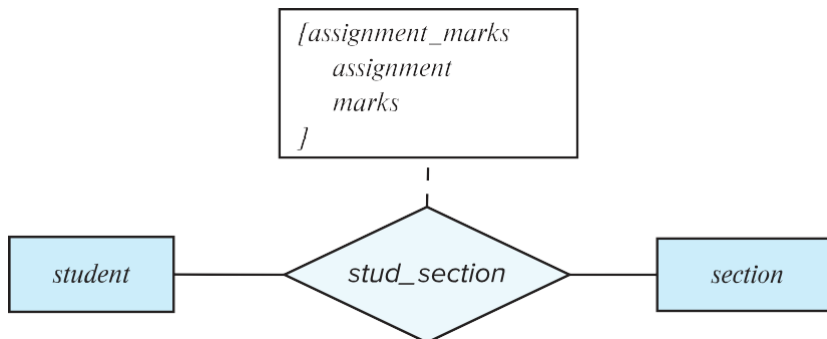 [assignment_marks
assignment
marks
]
student
stud_section
section